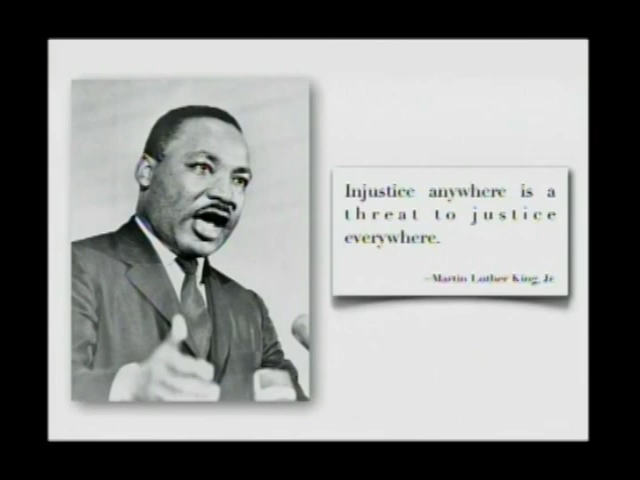 Injustice anywhere is a
threat to justice
everywhere.
–Martin Luther King, Jr.